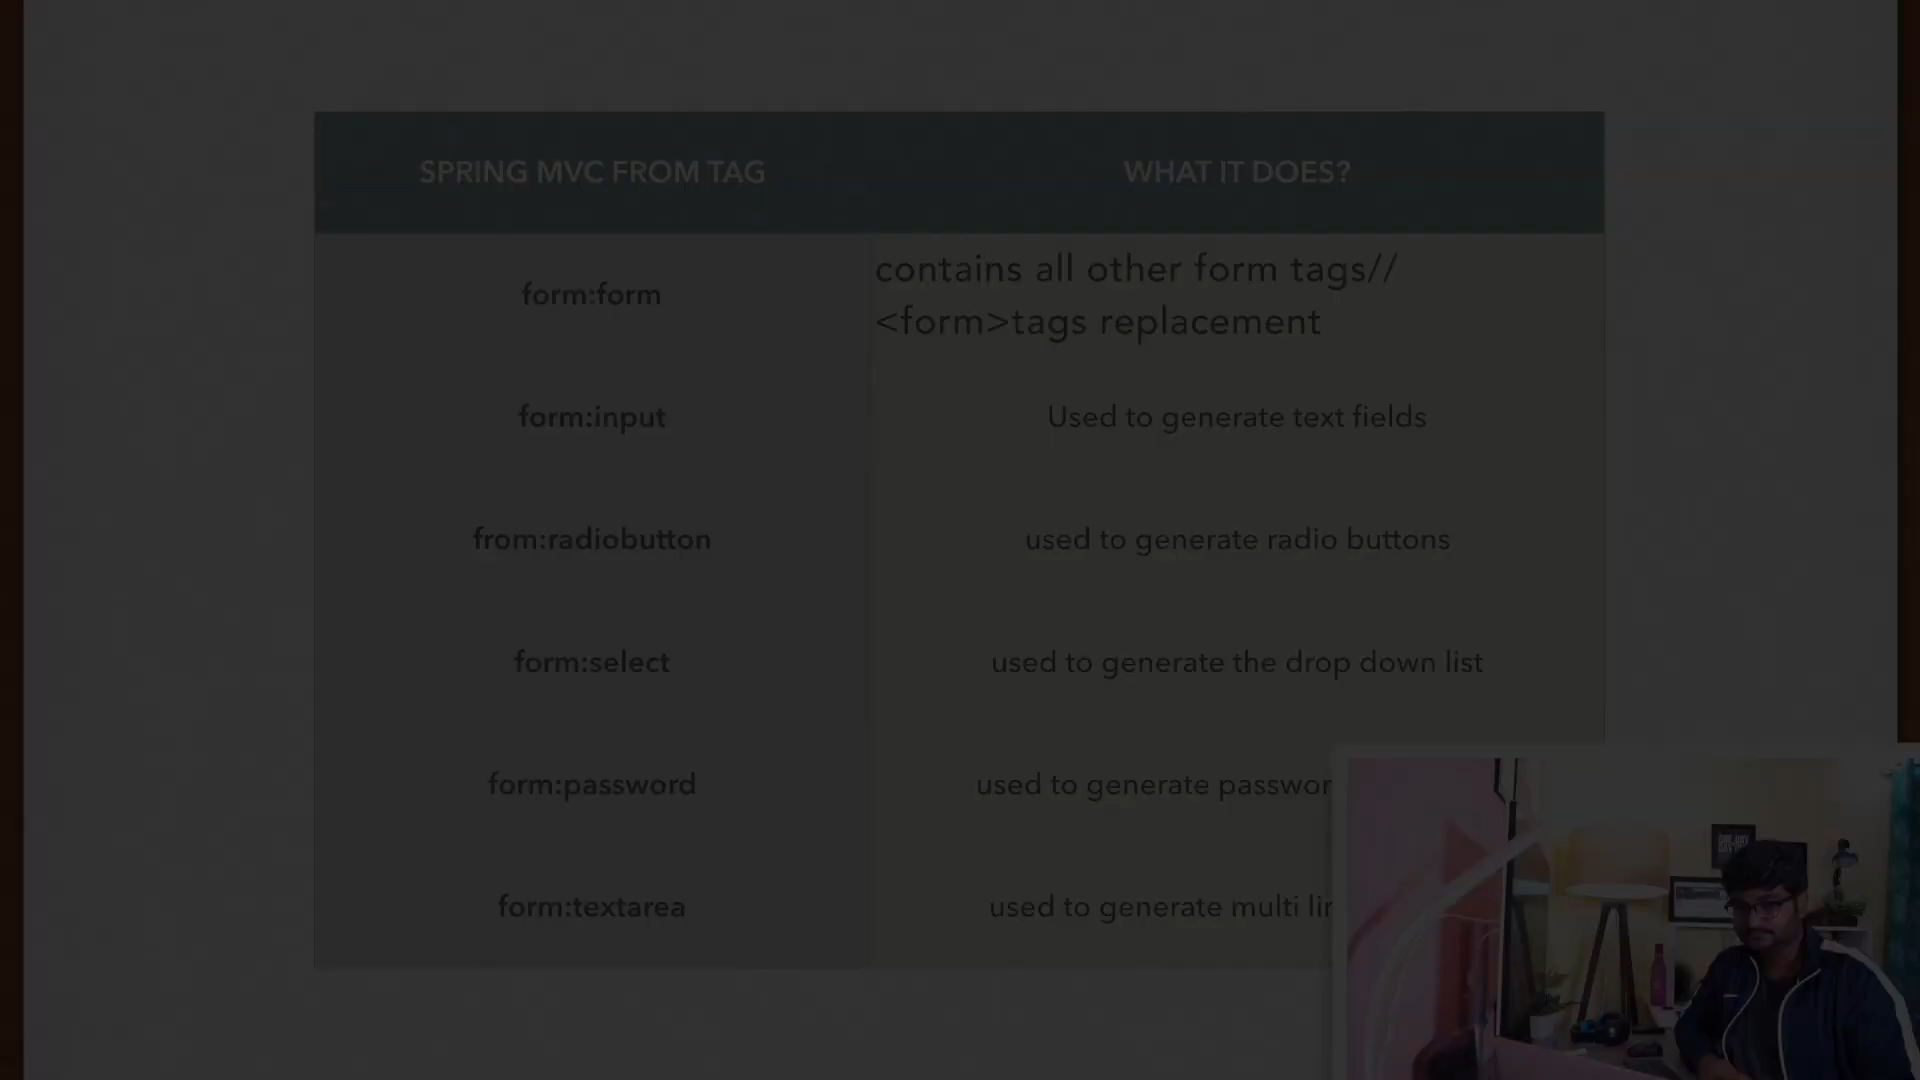 SPRING MVC FROM TAG WHAT IT DOES?
form:form contains all other form tags//
<form>tags replacement
form:input Used to generate text fields
from:radiobutton used to generate radio buttons
form:select used to generate the drop down list
form:password used to generate
form:textarea used to generate multi